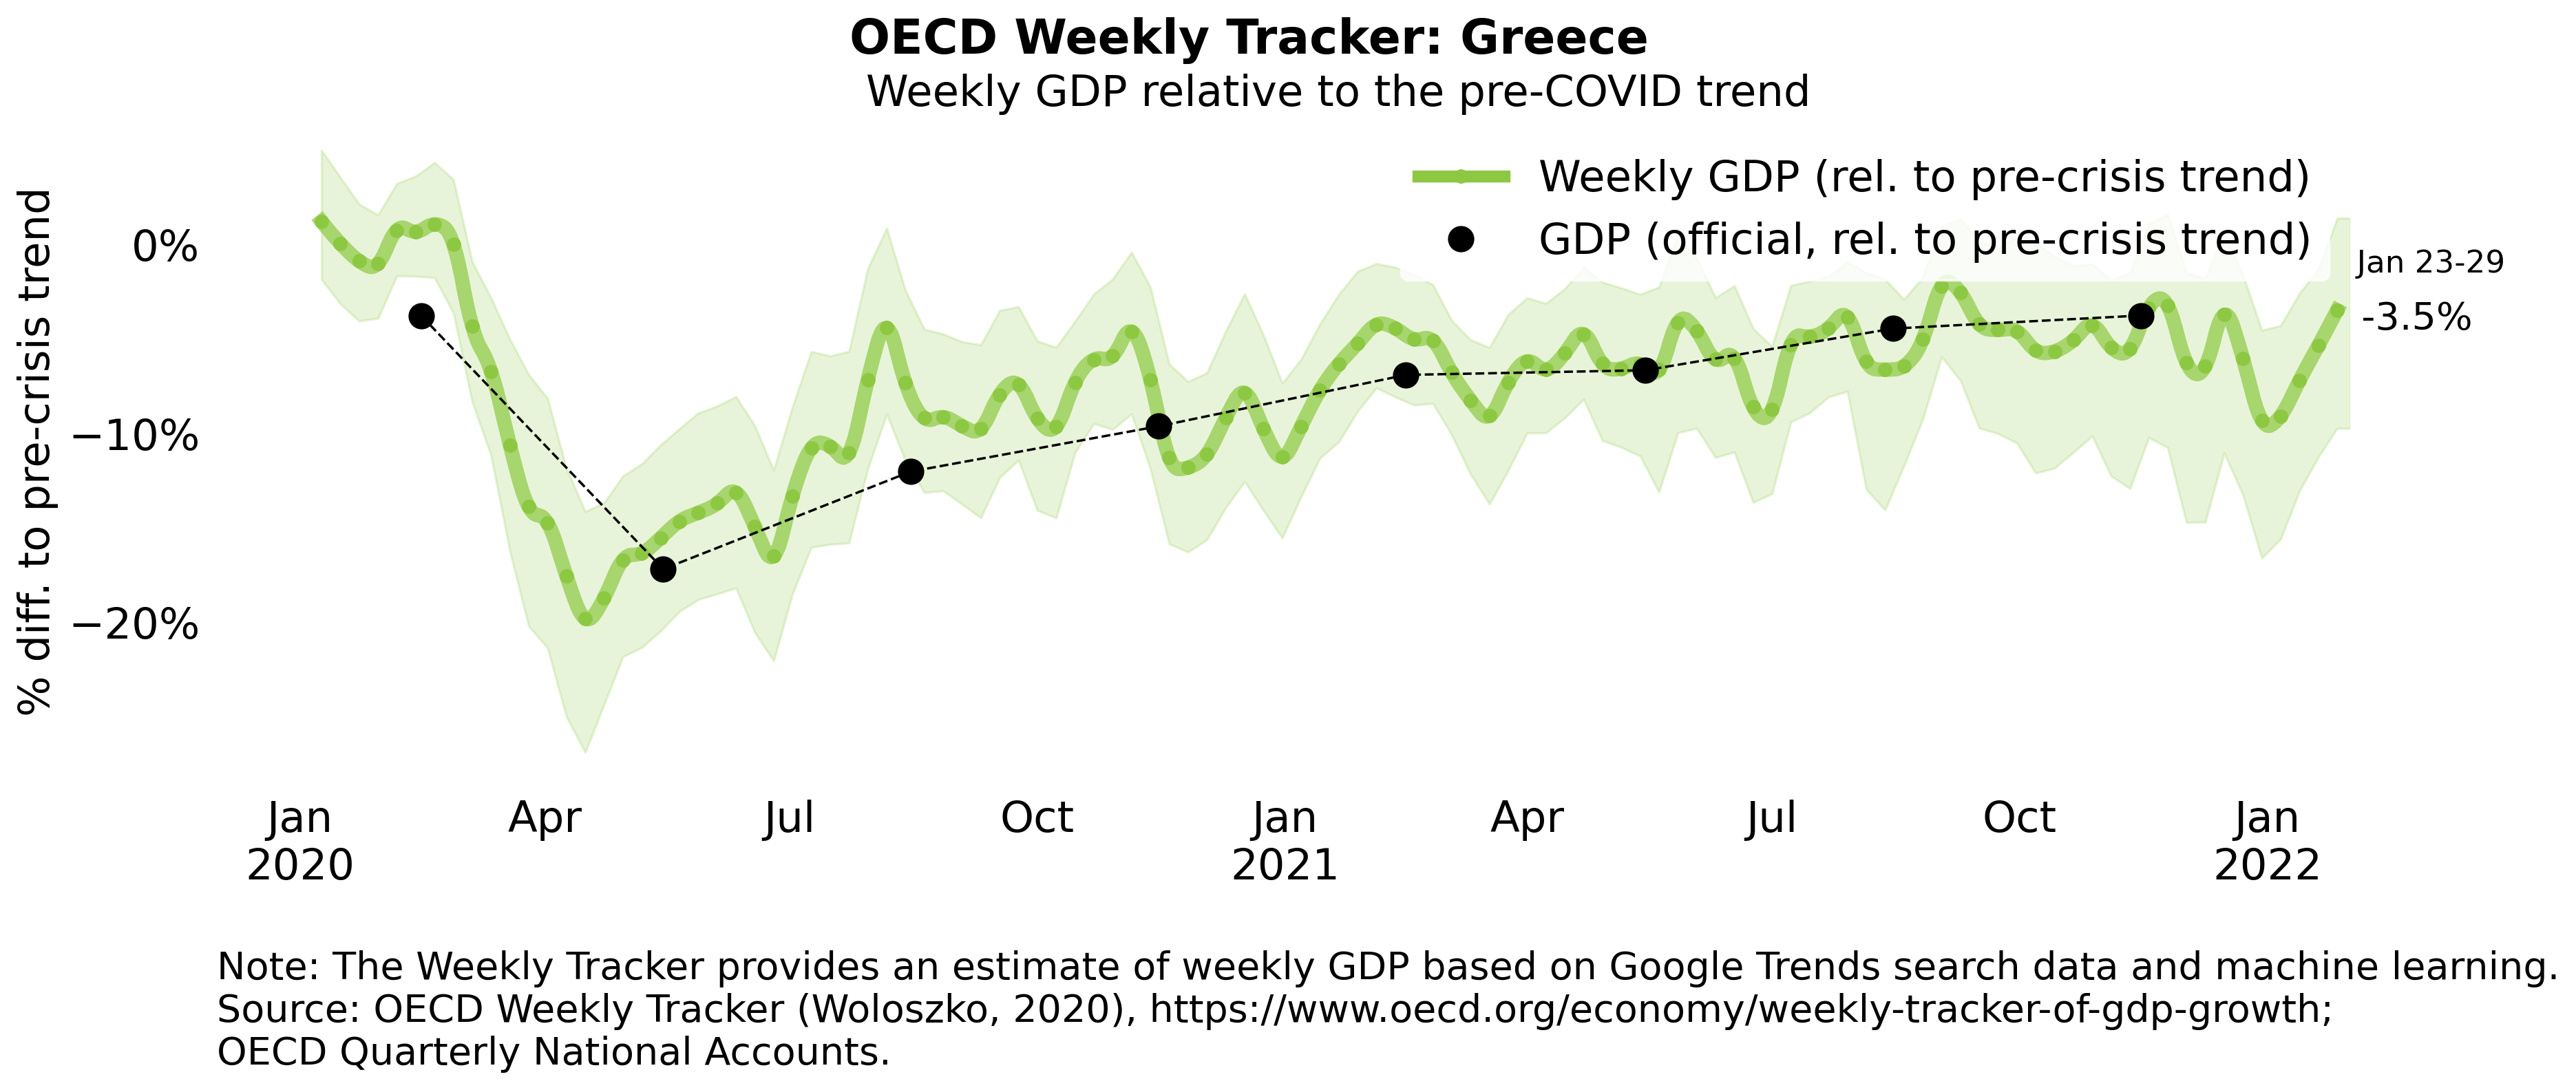 OECD Weekly Tracker: Greece
Weekly GDP relative to the pre-COVID trend
Weekly GDP (rel. to pre-crisis trend)
GDP (official, rel. to pre-crisis trend)
% diff. to pre-crisis trend
0%
−10%
−20%
Jan 23-29
-3.5%
Jan Apr Jul Oct Jan Apr Jul Oct Jan
2020 2021 2022
Note: The Weekly Tracker provides an estimate of weekly GDP based on Google Trends search data and machine learning.
Source: OECD Weekly Tracker (Woloszko, 2020), https://www.oecd.org/economy/weekly-tracker-of-gdp-growth;
OECD Quarterly National Accounts.